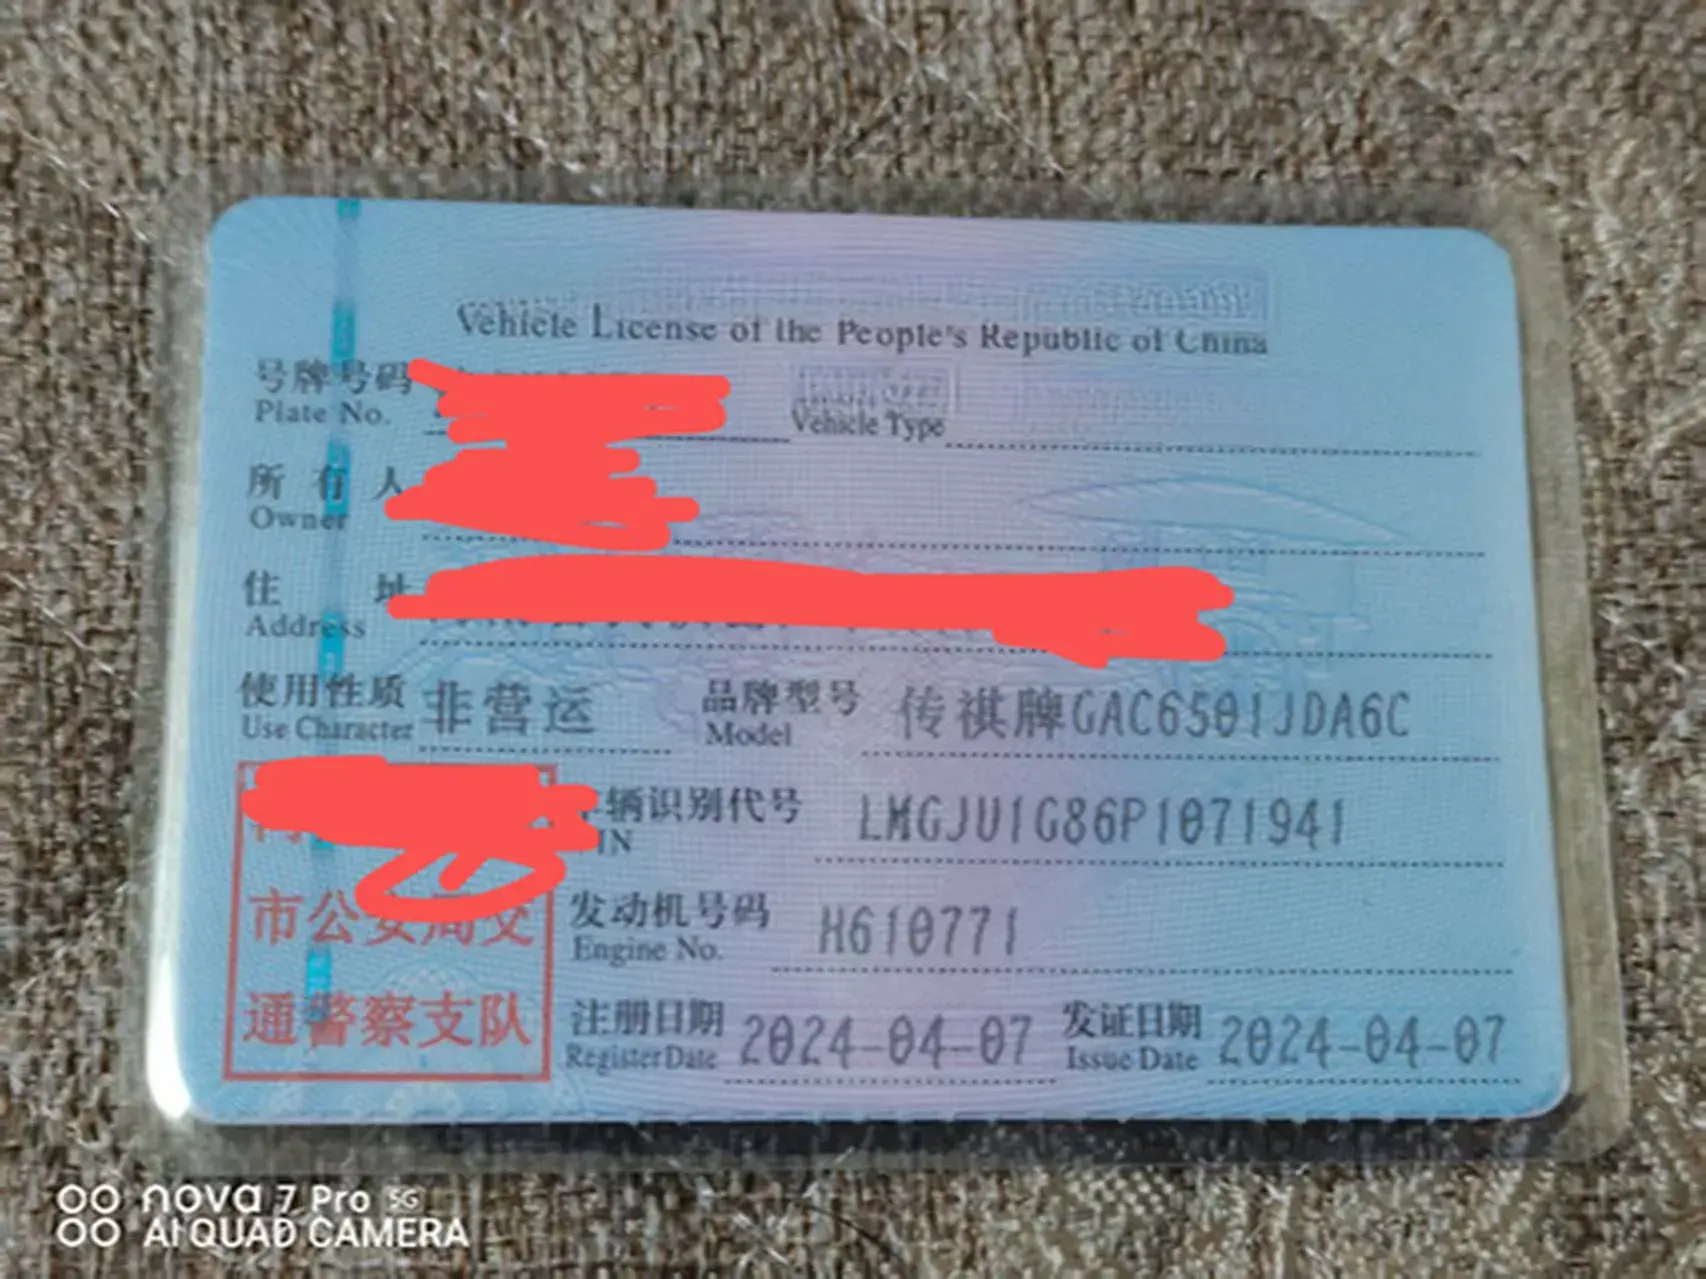 Vehicle License of the People's Republic of China
号牌号码
Plate No.
Vehicle Type
所有人
Owner
住址
Address
使用性质 非营运 品牌型号 传祺牌GAC6501JDA6C
Use Character Model
辆识别代号 LMGJU1G86P1071941
IN
市公安局交
发动机号码 H610771
Engine No.
通警察支队
注册日期 2024-04-07 发证日期 2024-04-07
Register Date Issue Date
nova 7 Pro 5G
AI QUAD CAMERA